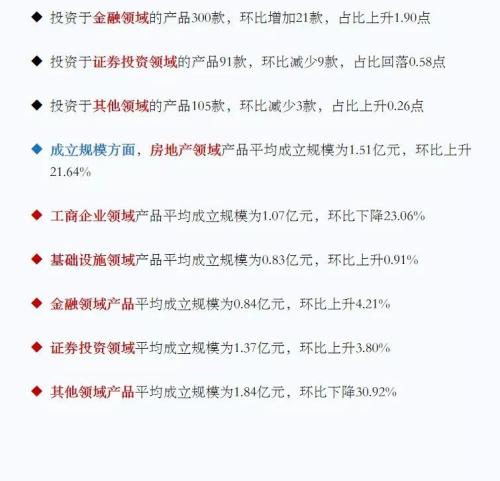 ◆ 投资于金融领域的产品300款，环比增加21款，占比上升1.90点
◆ 投资于证券投资领域的产品91款，环比减少9款，占比回落0.58点
◆ 投资于其他领域的产品105款，环比减少3款，占比上升0.26点
◆ 成立规模方面，房地产领域产品平均成立规模为1.51亿元，环比上升
21.64%
◆ 工商企业领域产品平均成立规模为1.07亿元，环比下降23.06%
◆ 基础设施领域产品平均成立规模为0.83亿元，环比上升0.91%
◆ 金融领域产品平均成立规模为0.84亿元，环比上升4.21%
◆ 证券投资领域平均成立规模为1.37亿元，环比上升3.80%
◆ 其他领域产品平均成立规模为1.84亿元，环比下降30.92%